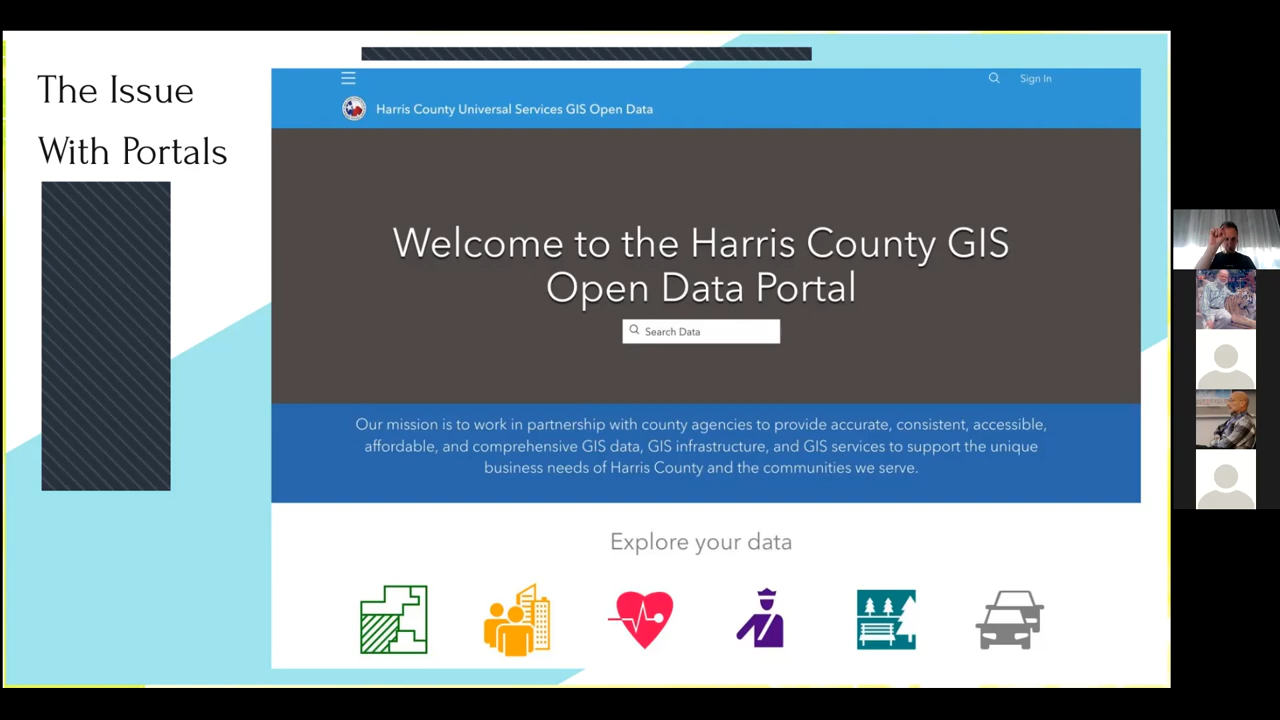 The Issue
With Portals
Sign In
Harris County Universal Services GIS Open Data
Welcome to the Harris County GIS
Open Data Portal
Search Data
Our mission is to work in partnership with county agencies to provide accurate, consistent, accessible,
affordable, and comprehensive GIS data, GIS infrastructure, and GIS services to support the unique
business needs of Harris County and the communities we serve.
Explore your data